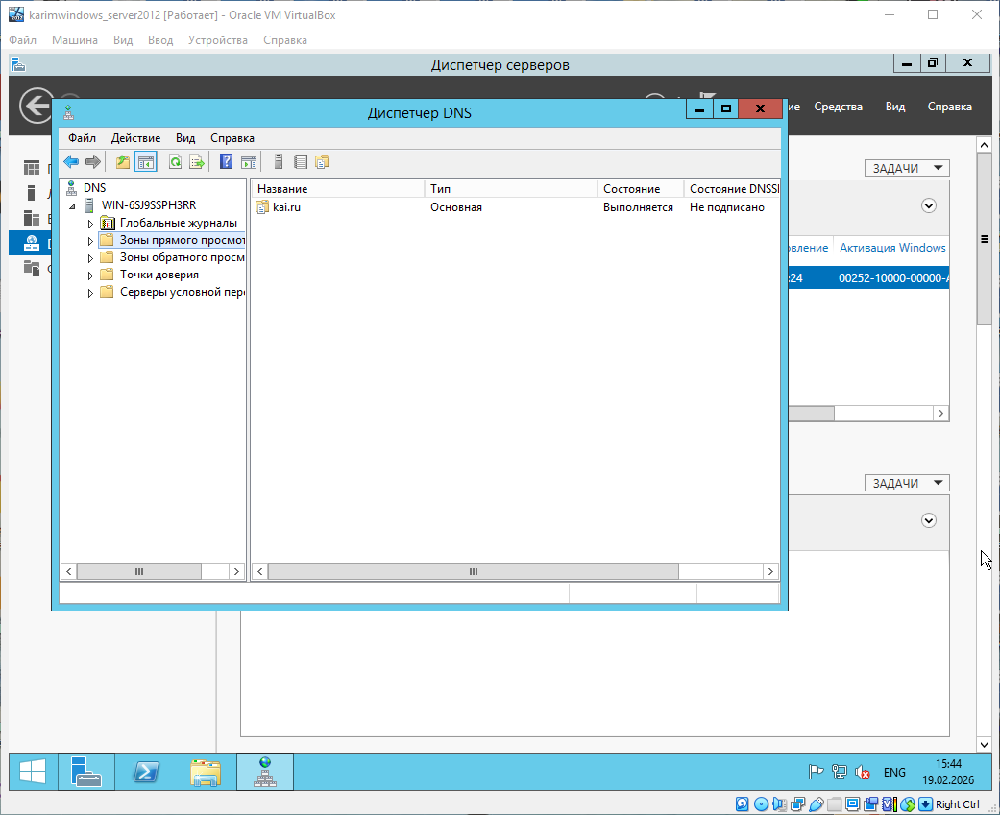 karimwindows_server2012 [Работает] - Oracle VM VirtualBox
Файл Машина Вид Ввод Устройства Справка
Диспетчер серверов
Средства Вид Справка
Диспетчер DNS
Файл Действие Вид Справка
DNS
WIN-6SJ9SSPH3RR
Глобальные журналы
Зоны прямого просмот
Зоны обратного просм
Точки доверия
Серверы условной пере
Название Тип Состояние Состояние DNSSI
kai.ru Основная Выполняется Не подписано
ЗАДАЧИ
овление Активация Windows
:24 00252-10000-00000-A
ЗАДАЧИ
ENG
15:44
19.02.2026
Right Ctrl